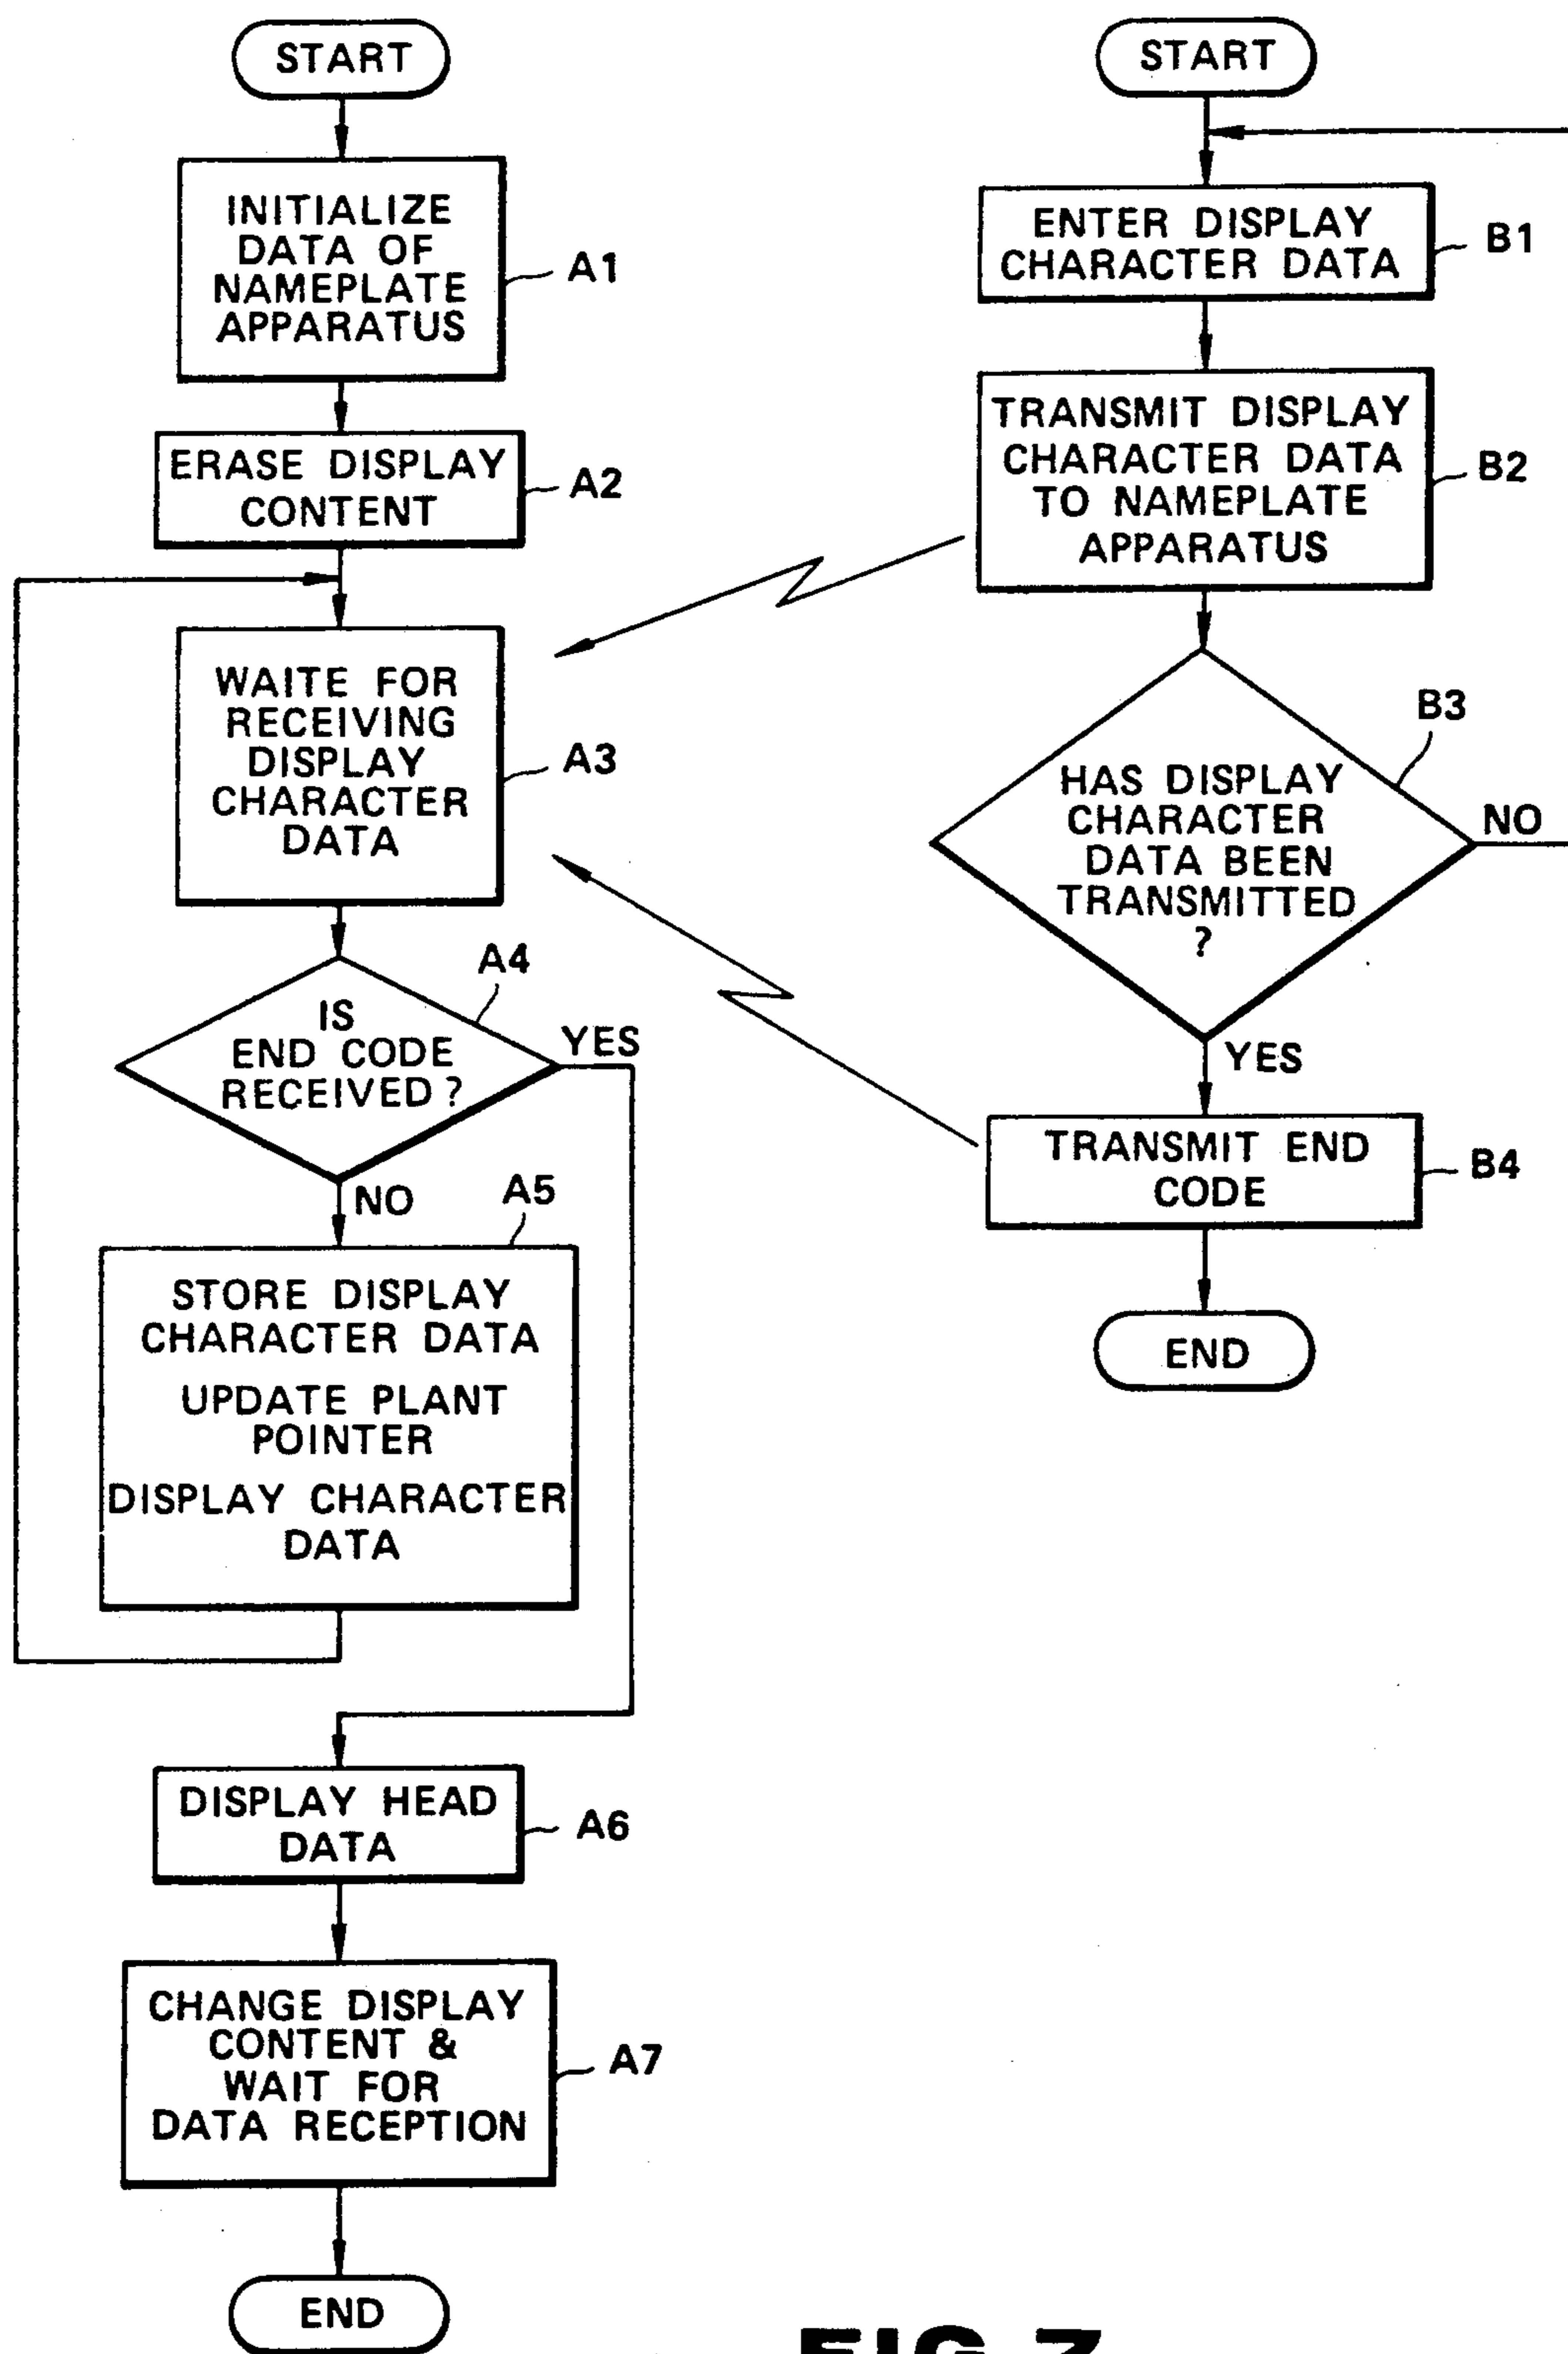 START
INITIALIZE
DATA OF
NAMEPLATE
APPARATUS
A1
ERASE DISPLAY
CONTENT
A2
WAITE FOR
RECEIVING
DISPLAY
CHARACTER
DATA
A3
A4
IS
END CODE
RECEIVED?
YES
NO
A5
STORE DISPLAY
CHARACTER DATA
UPDATE PLANT
POINTER
DISPLAY CHARACTER
DATA
DISPLAY HEAD
DATA
A6
CHANGE DISPLAY
CONTENT &
WAIT FOR
DATA RECEPTION
A7
END
START
ENTER DISPLAY
CHARACTER DATA
B1
TRANSMIT DISPLAY
CHARACTER DATA
TO NAMEPLATE
APPARATUS
B2
B3
HAS DISPLAY
CHARACTER
DATA BEEN
TRANSMITTED
?
NO
YES
TRANSMIT END
CODE
B4
END
FIG.7